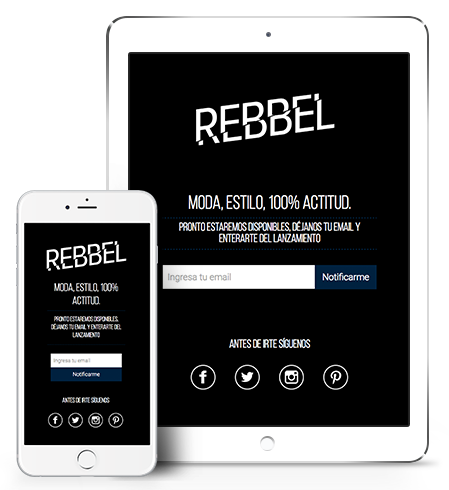 REBBEL
MODA, ESTILO, 100% ACTITUD.
PRONTO ESTAREMOS DISPONIBLES, DÉJANOS TU EMAIL Y
ENTERARTE DEL LANZAMIENTO
Ingresa tu email
Notificarme
ANTES DE IRTE SÍGUENOS
REBBEL
MODA, ESTILO, 100%
ACTITUD.
PRONTO ESTAREMOS DISPONIBLES,
DÉJANOS TU EMAIL Y ENTERARTE DEL
LANZAMIENTO
Ingresa tu email
Notificarme
ANTES DE IRTE SÍGUENOS